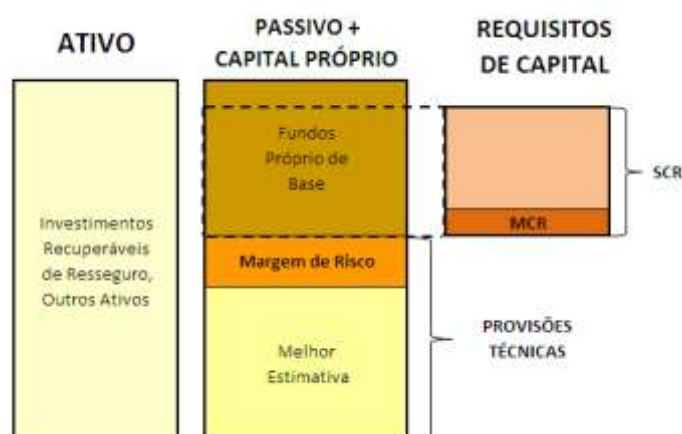 ATIVO
PASSIVO +
CAPITAL PRÓPRIO
REQUISITOS
DE CAPITAL
Investimentos
Recuperáveis
de Resseguro,
Outros Ativos
Fundos
Próprio de
Base
Margem de Risco
Melhor
Estimativa
MCR
SCR
PROVISÕES
TÉCNICAS